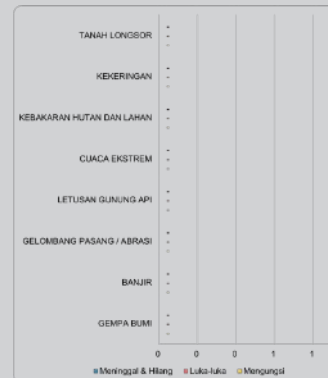 TANAH LONGSOR
-
-
-
KEKERINGAN
-
-
-
KEBAKARAN HUTAN DAN LAHAN
-
-
-
CUACA EKSTREM
-
-
-
LETUSAN GUNUNG API
-
-
-
GELOMBANG PASANG / ABRASI
-
-
-
BANJIR
-
-
-
GEMPA BUMI
-
-
-
0 0 0 1 1
Meninggal & Hilang Luka-luka Mengungsi